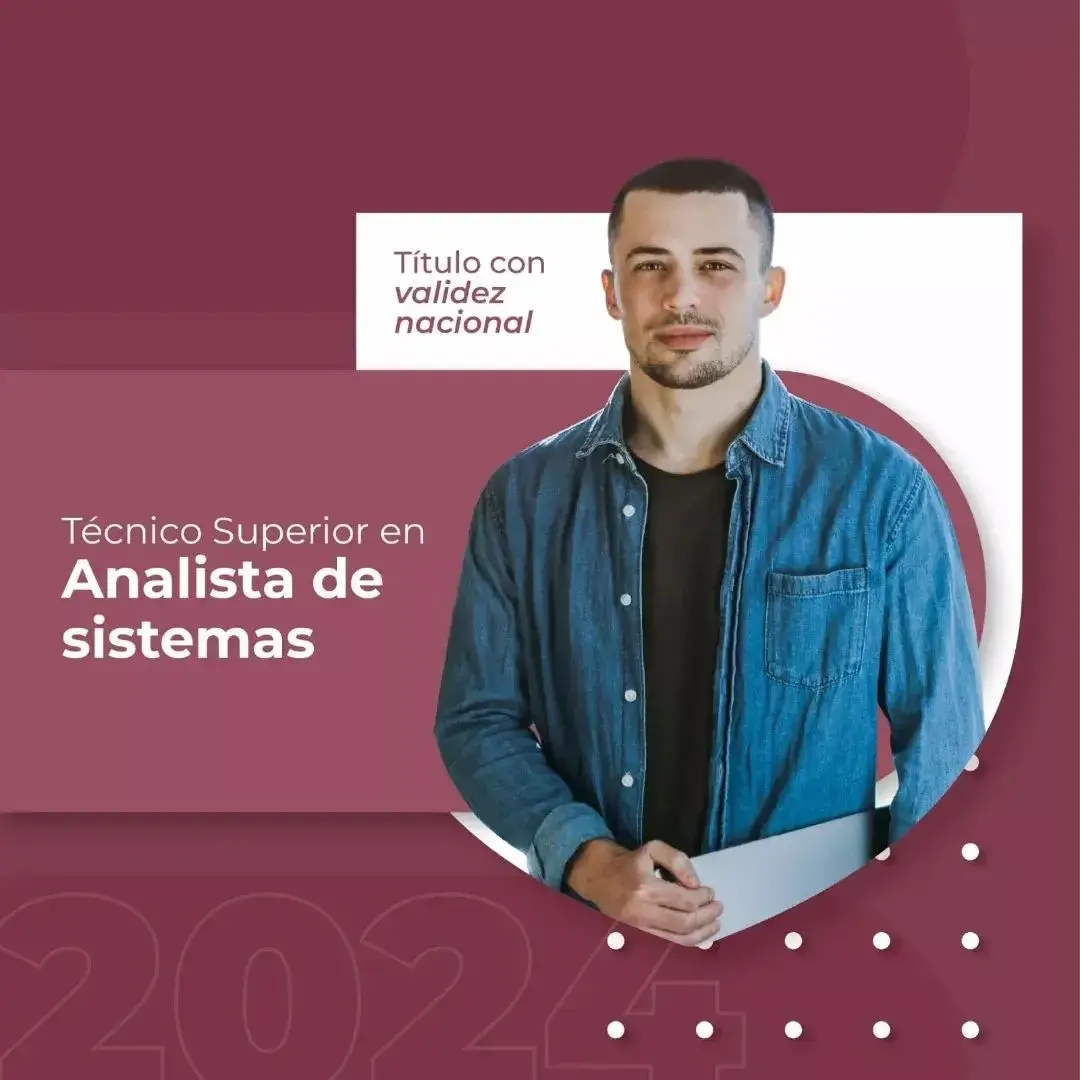 Título con
validez
nacional
Técnico Superior en
Analista de
sistemas
2024